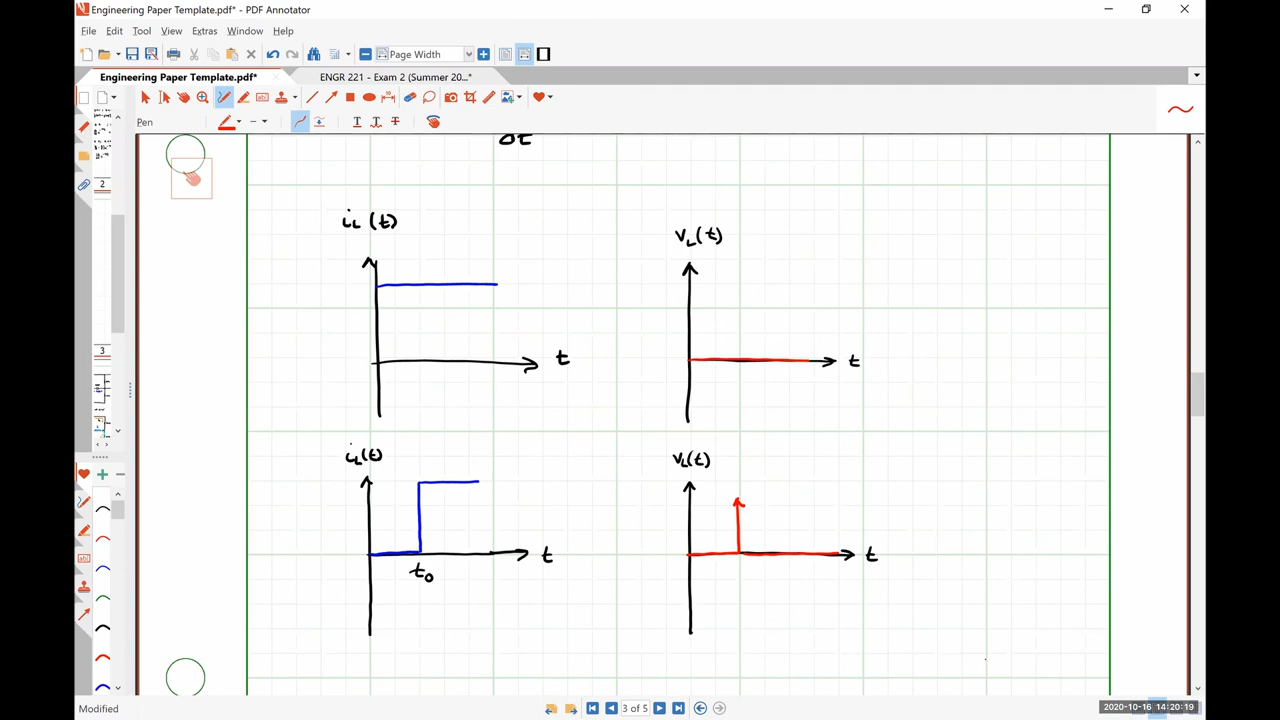 Engineering Paper Template.pdf* - PDF Annotator
File Edit Tool View Extras Window Help
Page Width
Engineering Paper Template.pdf* ENGR 221 - Exam 2 (Summer 20...*
Pen
Δt
2
iL(t)
vL(t)
t
t
3
iL(t)
vL(t)
t
t
t0
Modified
3 of 5
2020-10-16 14:20:19